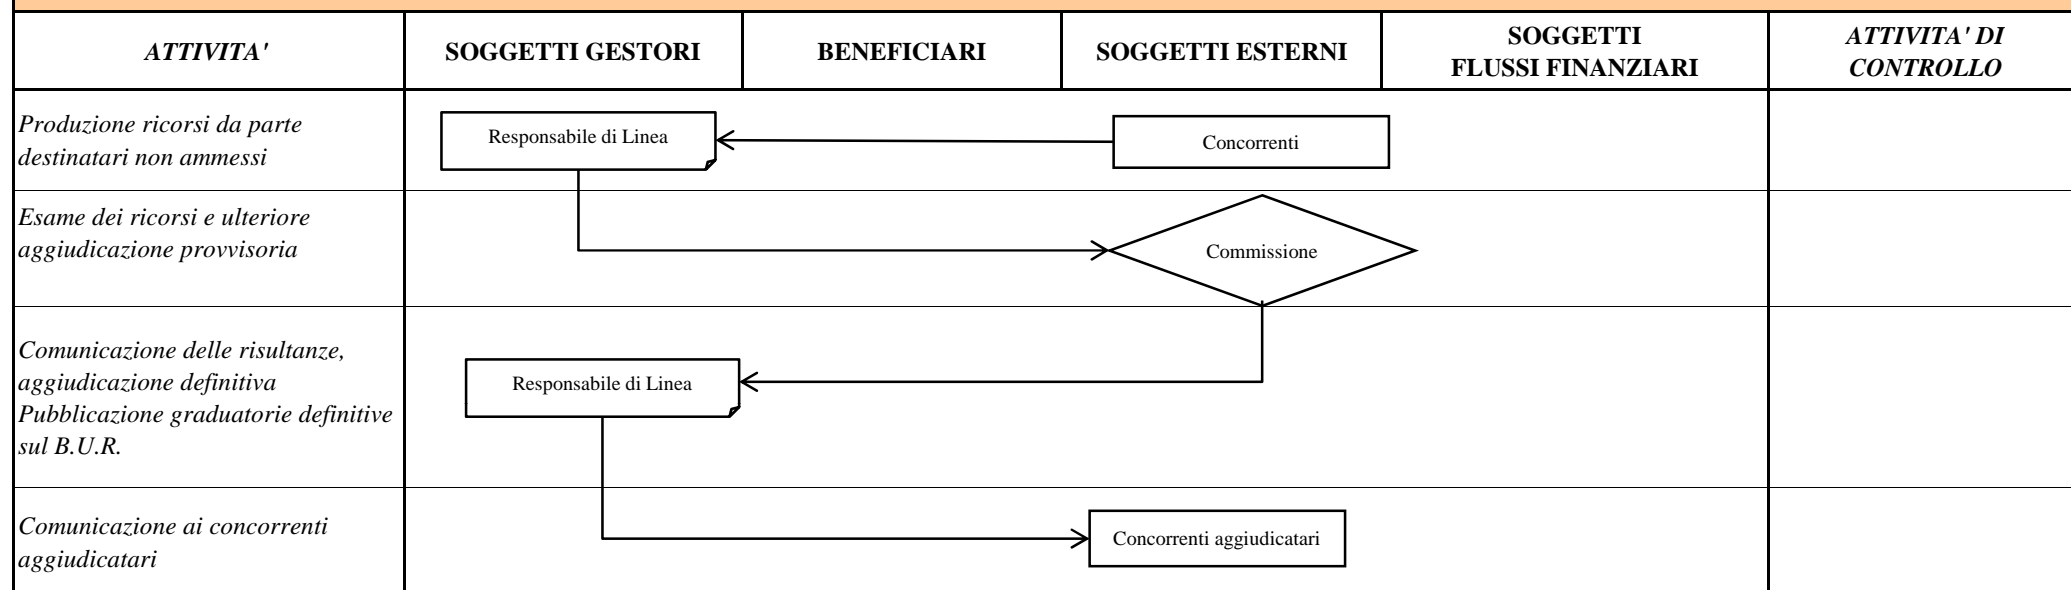 ATTIVITA'
SOGGETTI GESTORI
BENEFICIARI
SOGGETTI ESTERNI
SOGGETTI
FLUSSI FINANZIARI
ATTIVITA' DI
CONTROLLO
Produzione ricorsi da parte
destinatari non ammessi
Responsabile di Linea
Concorrenti
Esame dei ricorsi e ulteriore
aggiudicazione provvisoria
Commissione
Comunicazione delle risultanze,
aggiudicazione definitiva
Pubblicazione graduatorie definitive
sul B.U.R.
Responsabile di Linea
Comunicazione ai concorrenti
aggiudicatari
Concorrenti aggiudicatari